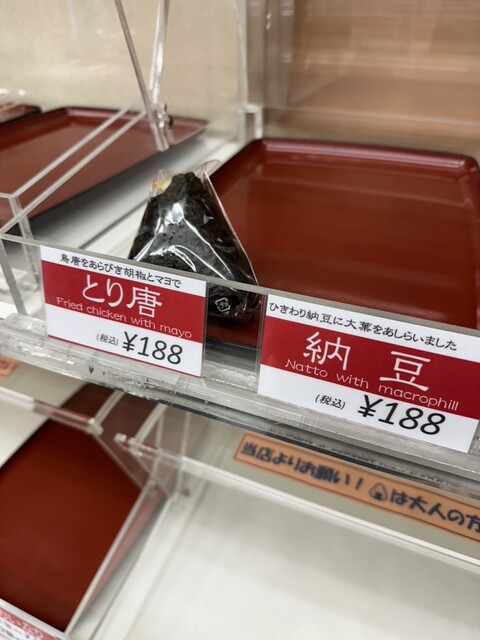 鳥唐をあらびき胡椒とマヨで
とり唐
Fried chicken with mayo
(税込) ¥188
ひきわり納豆に大葉をあしらいました
納豆
Natto with macrophill
(税込) ¥188
当店よりお願い!
は大人の方